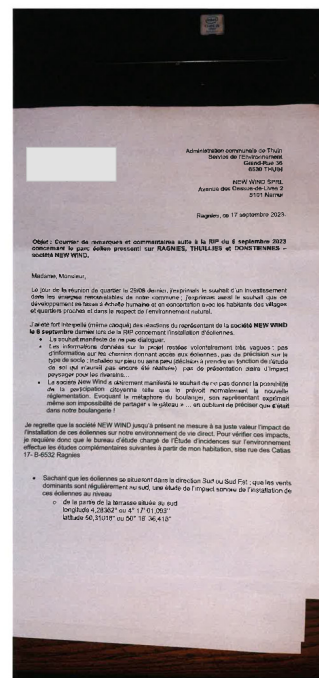 Administration communale de Thuin
Service de l'Environnement
Grand-Rue 36
6530 THUIN
NEW WIND SPRL
Avenue des Dessus-de-Lives 2
5101 Namur
Ragnies, ce 17 septembre 2023.
Objet : Courrier de remarques et commentaires suite à la RIP du 6 septembre 2023
concernant le parc éolien pressenti sur RAGNIES, THUILLIES et DONSTIENNES –
société NEW WIND.
Madame, Monsieur,
Le jour de la réunion de quartier le 29/08 dernier, j'exprimais le souhait d'un investissement
dans les énergies renouvelables de notre commune ; j'exprimais aussi le souhait que ce
développement se fasse à échelle humaine et en concertation avec les habitants des villages
et quartiers proches et dans le respect de l'environnement naturel.
J'ai été fort interpellé (même choqué) des réactions du représentant de la société NEW WIND
le 6 septembre dernier lors de la RIP concernant l'installation d'éoliennes.
• Le souhait manifeste de ne pas dialoguer.
• Les informations données sur le projet restées volontairement très vagues : pas
d'information sur les chemins donnant accès aux éoliennes, pas de précision sur le
type de socle : installées sur pieu ou sans pieu (décision à prendre en fonction de l'étude
de sol qui n'aurait pas encore été réalisée), pas de présentation claire d'impact
paysager pour les riverains…
• La société New Wind a clairement manifesté le souhait de ne pas donner la possibilité
de la participation citoyenne telle que le prévoit normalement la nouvelle
réglementation. Evoquant la métaphore du boulanger, son représentant exprimait
même son impossibilité de partager « le gâteau » … en oubliant de préciser que c'était
dans notre boulangerie !
Je regrette que la société NEW WIND jusqu'à présent ne mesure à sa juste valeur l'impact de
l'installation de ces éoliennes sur notre environnement de vie direct. Pour vérifier ces impacts,
je requière donc que le bureau d'étude chargé de l'Étude d'incidences sur l'environnement
effectue les études complémentaires suivantes à partir de mon habitation, sise rue des
17- B-6532 Ragnies
• Sachant que les éoliennes se situeront dans la direction Sud ou Sud Est ; que les vents
dominants sont régulièrement au sud, une étude de l'impact sonore de l'installation de
ces éoliennes au niveau
o de la partie de la terrasse située au sud
longitude 4,28362° ou 4° 17' 01,093"
latitude 50,31018° ou 50° 18' 36,418"